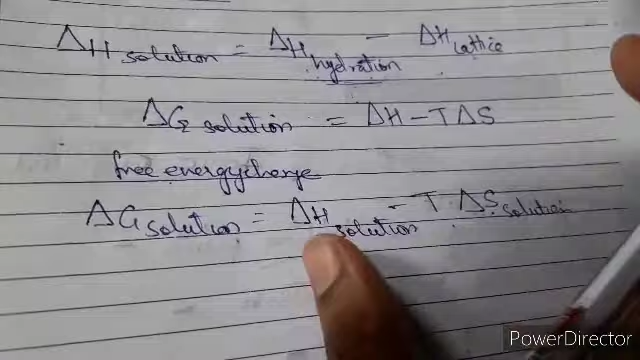 ΔH solution = ΔH hydration - ΔH lattice
ΔG solution = ΔH - TΔS
free energy change
ΔG solution = ΔH solution - T. ΔS solution
PowerDirector